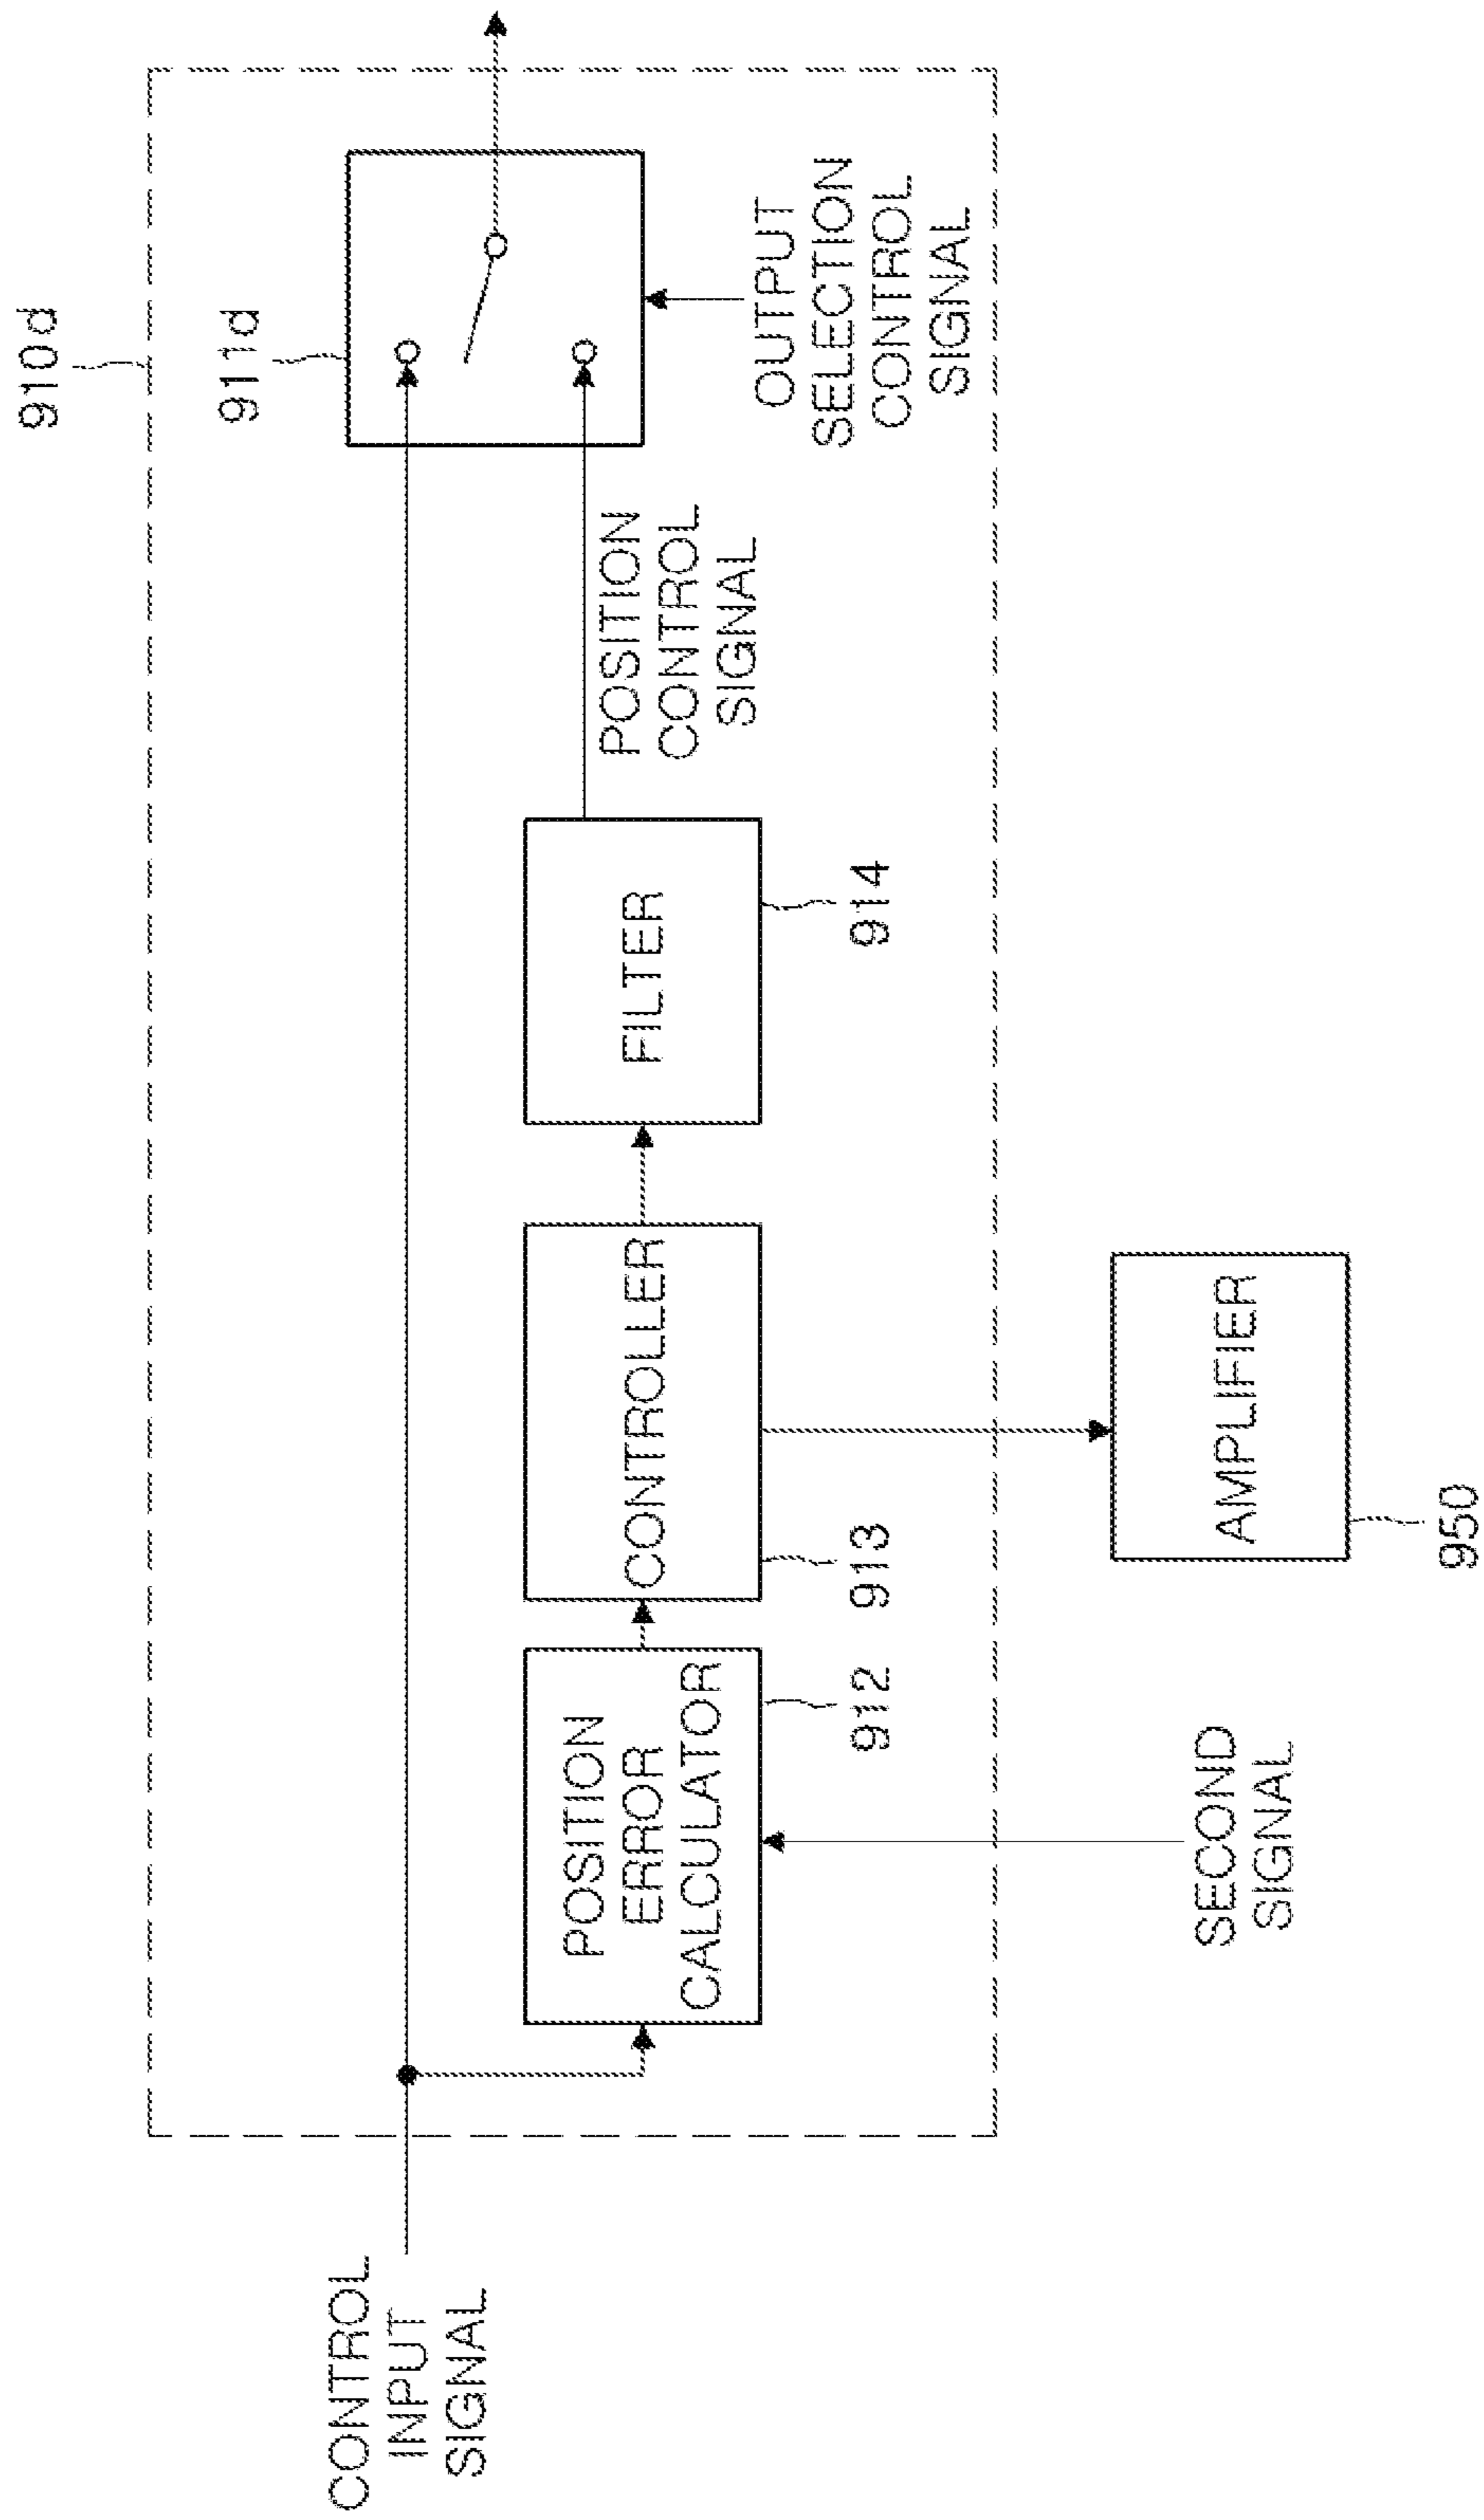 910d
911d
CONTROL
INPUT
SIGNAL
POSITION
ERROR
CALCULATOR
912
CONTROLLER
913
FILTER
914
POSITION
CONTROL
SIGNAL
OUTPUT
SELECTION
CONTROL
SIGNAL
SECOND
SIGNAL
AMPLIFIER
950